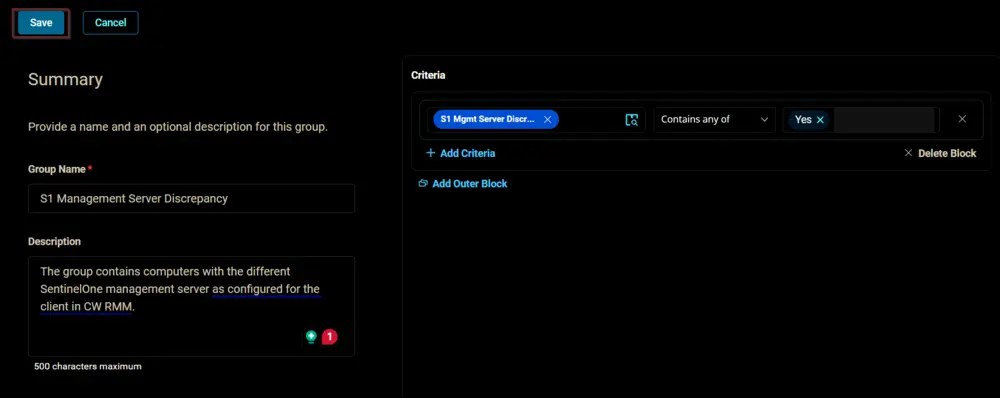 Save Cancel
Summary
Provide a name and an optional description for this group.
Group Name *
S1 Management Server Discrepancy
Description
The group contains computers with the different
SentinelOne management server as configured for the
client in CW RMM.
1
500 characters maximum
Criteria
S1 Mgmt Server Discr... Contains any of Yes
Add Criteria Delete Block
Add Outer Block